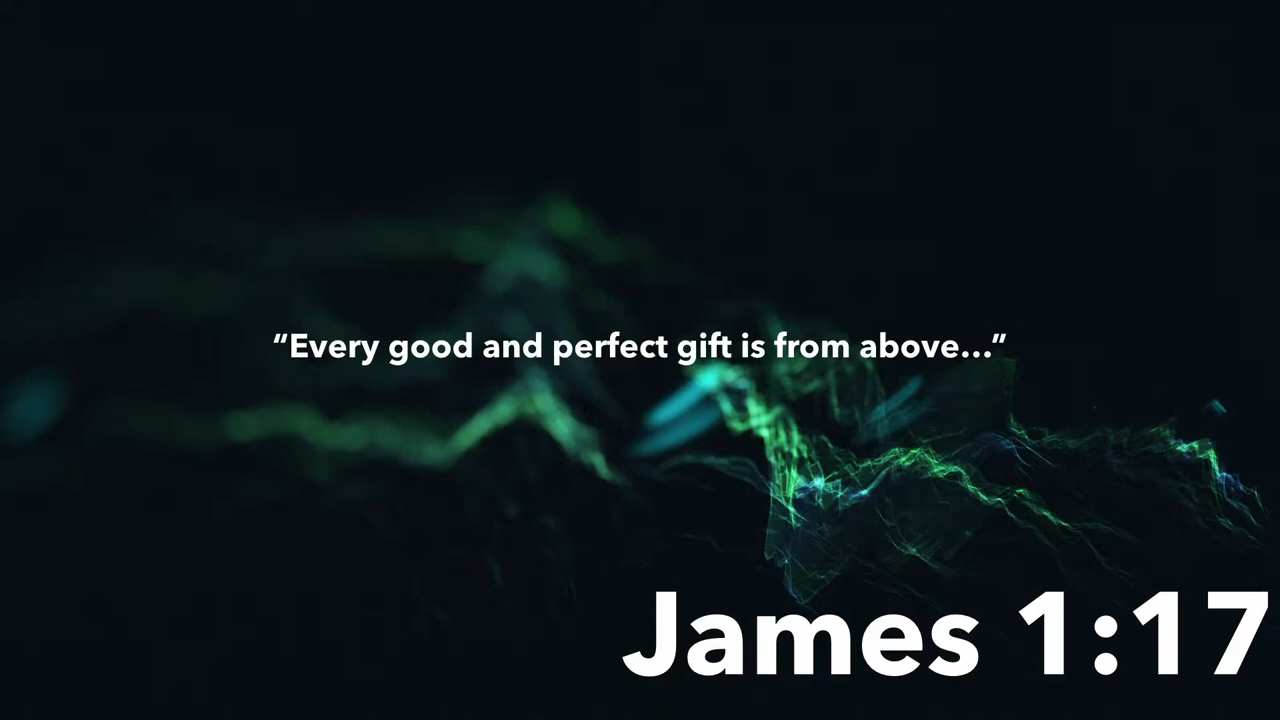 “Every good and perfect gift is from above...”
James 1:17